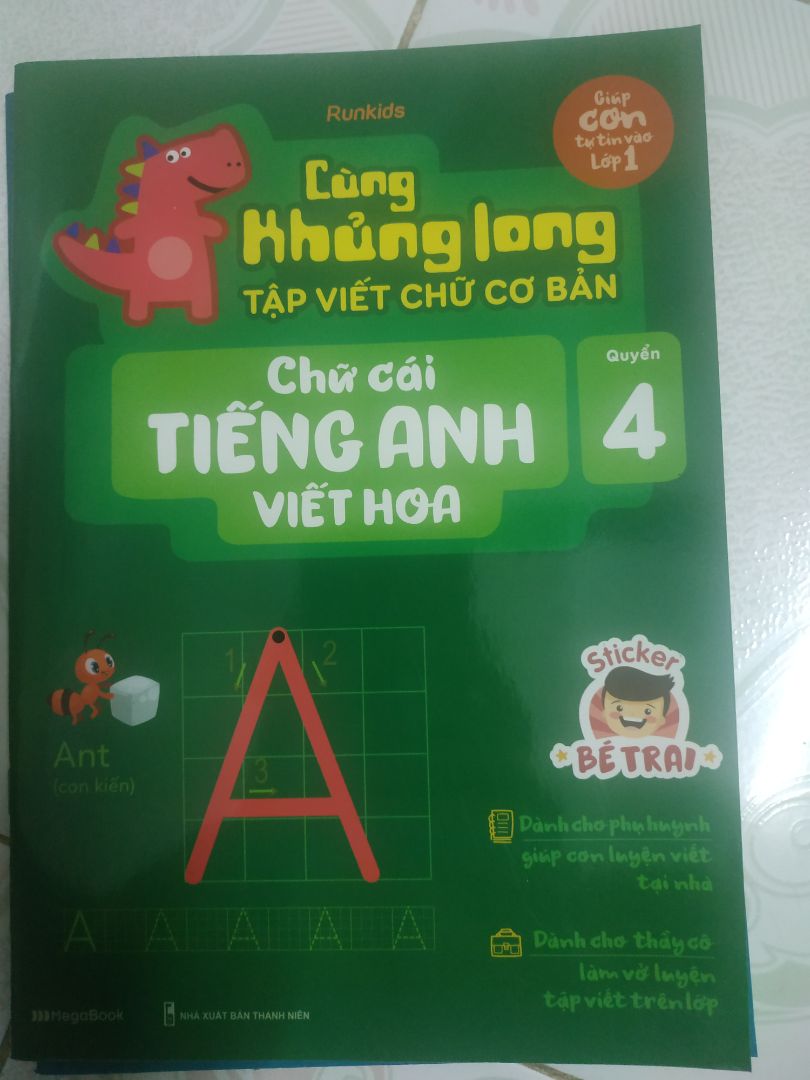 Runkids
Giúp
con
tự tin vào
Lớp 1
Cùng
Khủng long
TẬP VIẾT CHỮ CƠ BẢN
Chữ cái
TIẾNG ANH
VIẾT HOA
Quyển
4
1
2
3
A
Ant
(con kiến)
Sticker
BÉ TRAI
Dành cho phụ huynh
giúp con luyện viết
tại nhà
A A A A A
Dành cho thầy cô
làm vở luyện
tập viết trên lớp
MegaBook
NHÀ XUẤT BẢN THANH NIÊN